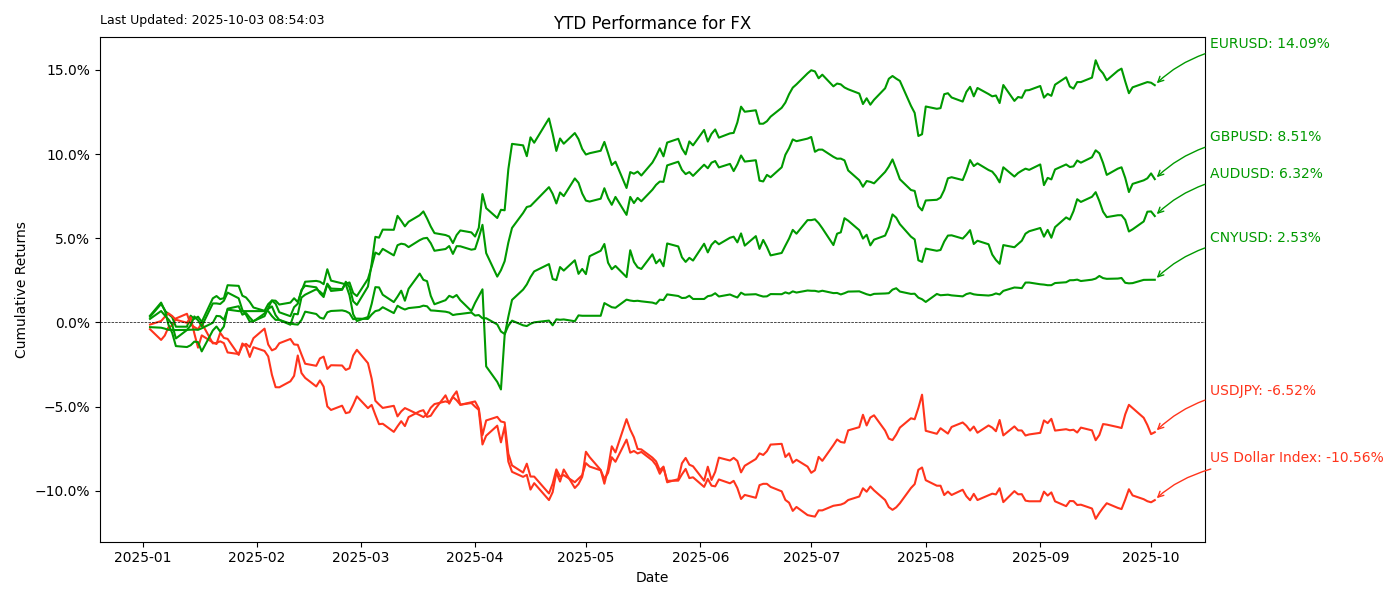 Last Updated: 2025-10-03 08:54:03
YTD Performance for FX
EURUSD: 14.09%
GBPUSD: 8.51%
AUDUSD: 6.32%
CNYUSD: 2.53%
USDJPY: -6.52%
US Dollar Index: -10.56%
Cumulative Returns
15.0%
10.0%
5.0%
0.0%
−5.0%
−10.0%
2025-01 2025-02 2025-03 2025-04 2025-05 2025-06 2025-07 2025-08 2025-09 2025-10
Date